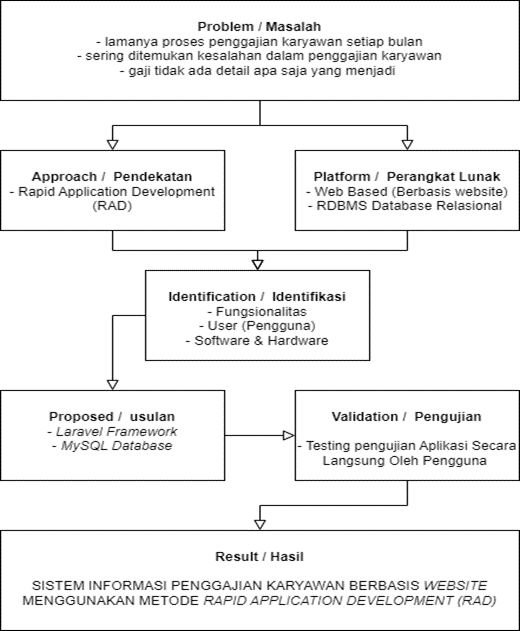 Problem / Masalah
- lamanya proses penggajian karyawan setiap bulan
- sering ditemukan kesalahan dalam penggajian karyawan
- gaji tidak ada detail apa saja yang menjadi
Approach / Pendekatan
- Rapid Application Development
(RAD)
Platform / Perangkat Lunak
- Web Based (Berbasis website)
- RDBMS Database Relasional
Identification / Identifikasi
- Fungsionalitas
- User (Pengguna)
- Software & Hardware
Proposed / usulan
- Laravel Framework
- MySQL Database
Validation / Pengujian
- Testing pengujian Aplikasi Secara
Langsung Oleh Pengguna
Result / Hasil
SISTEM INFORMASI PENGGAJIAN KARYAWAN BERBASIS WEBSITE
MENGGUNAKAN METODE RAPID APPLICATION DEVELOPMENT (RAD)